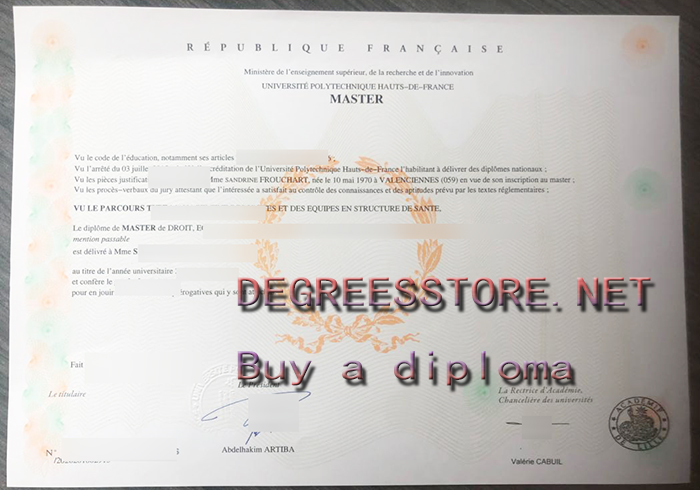 RÉPUBLIQUE FRANÇAISE
Ministère de l'enseignement supérieur, de la recherche et de l'innovation
UNIVERSITÉ POLYTECHNIQUE HAUTS-DE-FRANCE
MASTER
Vu le code de l'éducation, notamment ses articles
Vu l'arrêté du 03 juillet accréditation de l'Université Polytechnique Hauts-de-France l'habilitant à délivrer des diplômes nationaux ;
Vu les pièces justificat Mme SANDRINE FROUCHART, née le 10 mai 1970 à VALENCIENNES (059) en vue de son inscription au master ;
Vu les procès-verbaux du jury attestant que l'intéressée a satisfait au contrôle des connaissances et des aptitudes prévu par les textes réglementaires ;
VU LE PARCOURS T ES ET DES EQUIPES EN STRUCTURE DE SANTE,
Le diplôme de MASTER de DROIT,
mention passable
est délivré à Mme S
au titre de l'année universitaire
et confère le
pour en jouir rogatives qui y so
DEGREESSTORE. NET
Buy a diploma
Fait
Le titulaire
Le Président
La Rectrice d'Académie,
Chancelière des universités
ACADÉMIE DE LILLE
N°
Abdelhakim ARTIBA
Valérie CABUIL